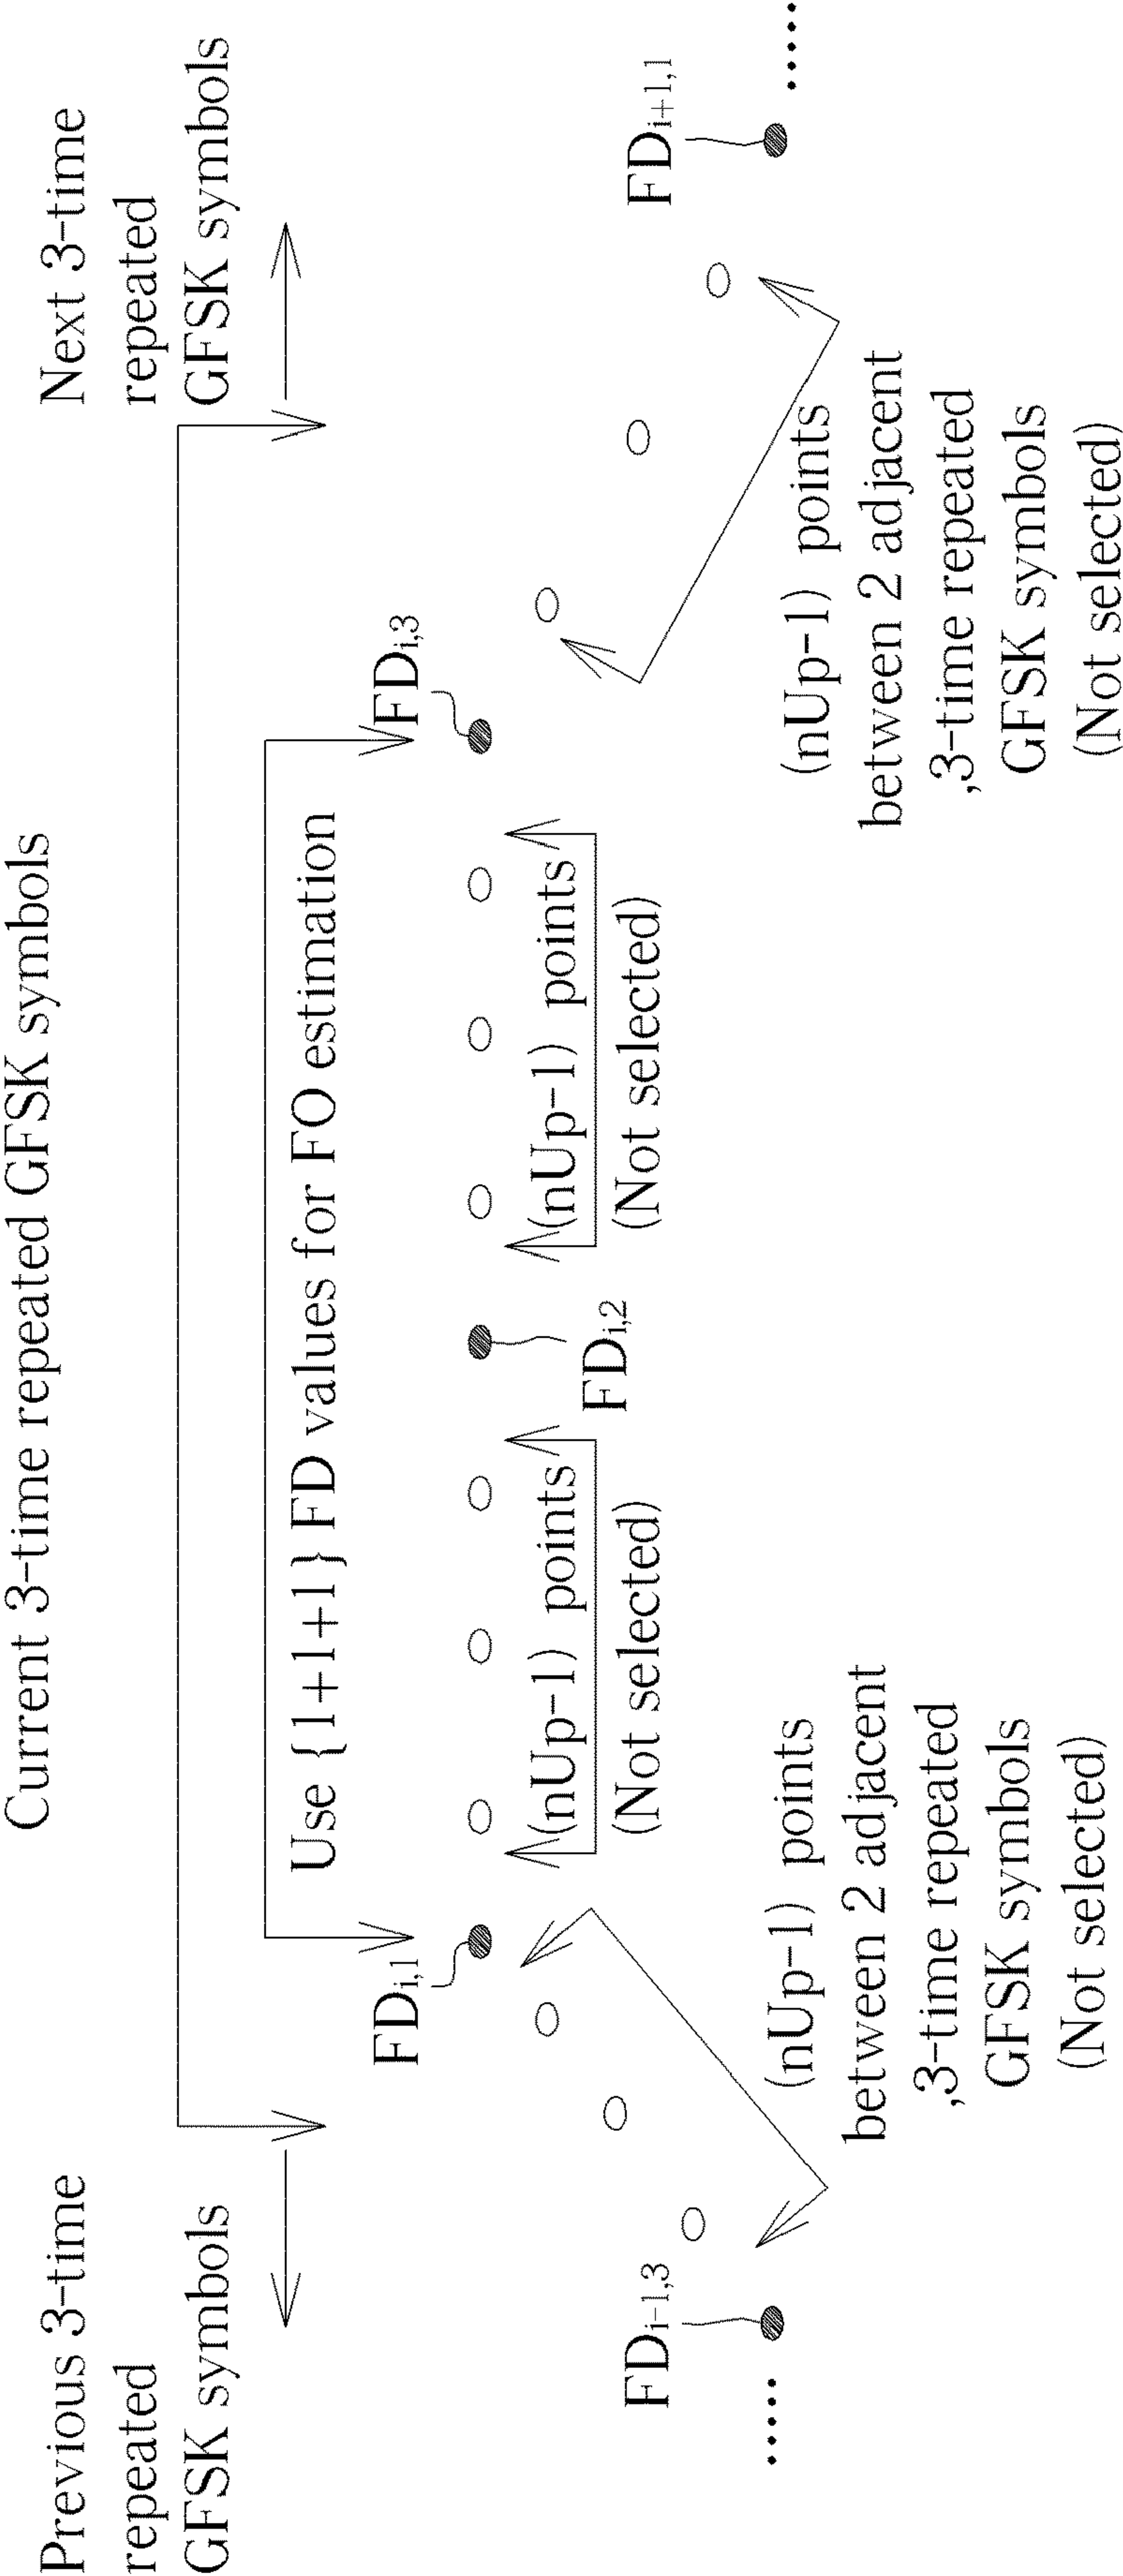 Current 3-time repeated GFSK symbols
Previous 3-time
repeated
GFSK symbols
Next 3-time
repeated
GFSK symbols
Use {1+1+1} FD values for FO estimation
FDi,1
FDi,3
(nUp-1) points
(Not selected)
(nUp-1) points
(Not selected)
FDi,2
FDi-1,3
FDi+1,1
(nUp-1) points
between 2 adjacent
,3-time repeated
GFSK symbols
(Not selected)
(nUp-1) points
between 2 adjacent
,3-time repeated
GFSK symbols
(Not selected)